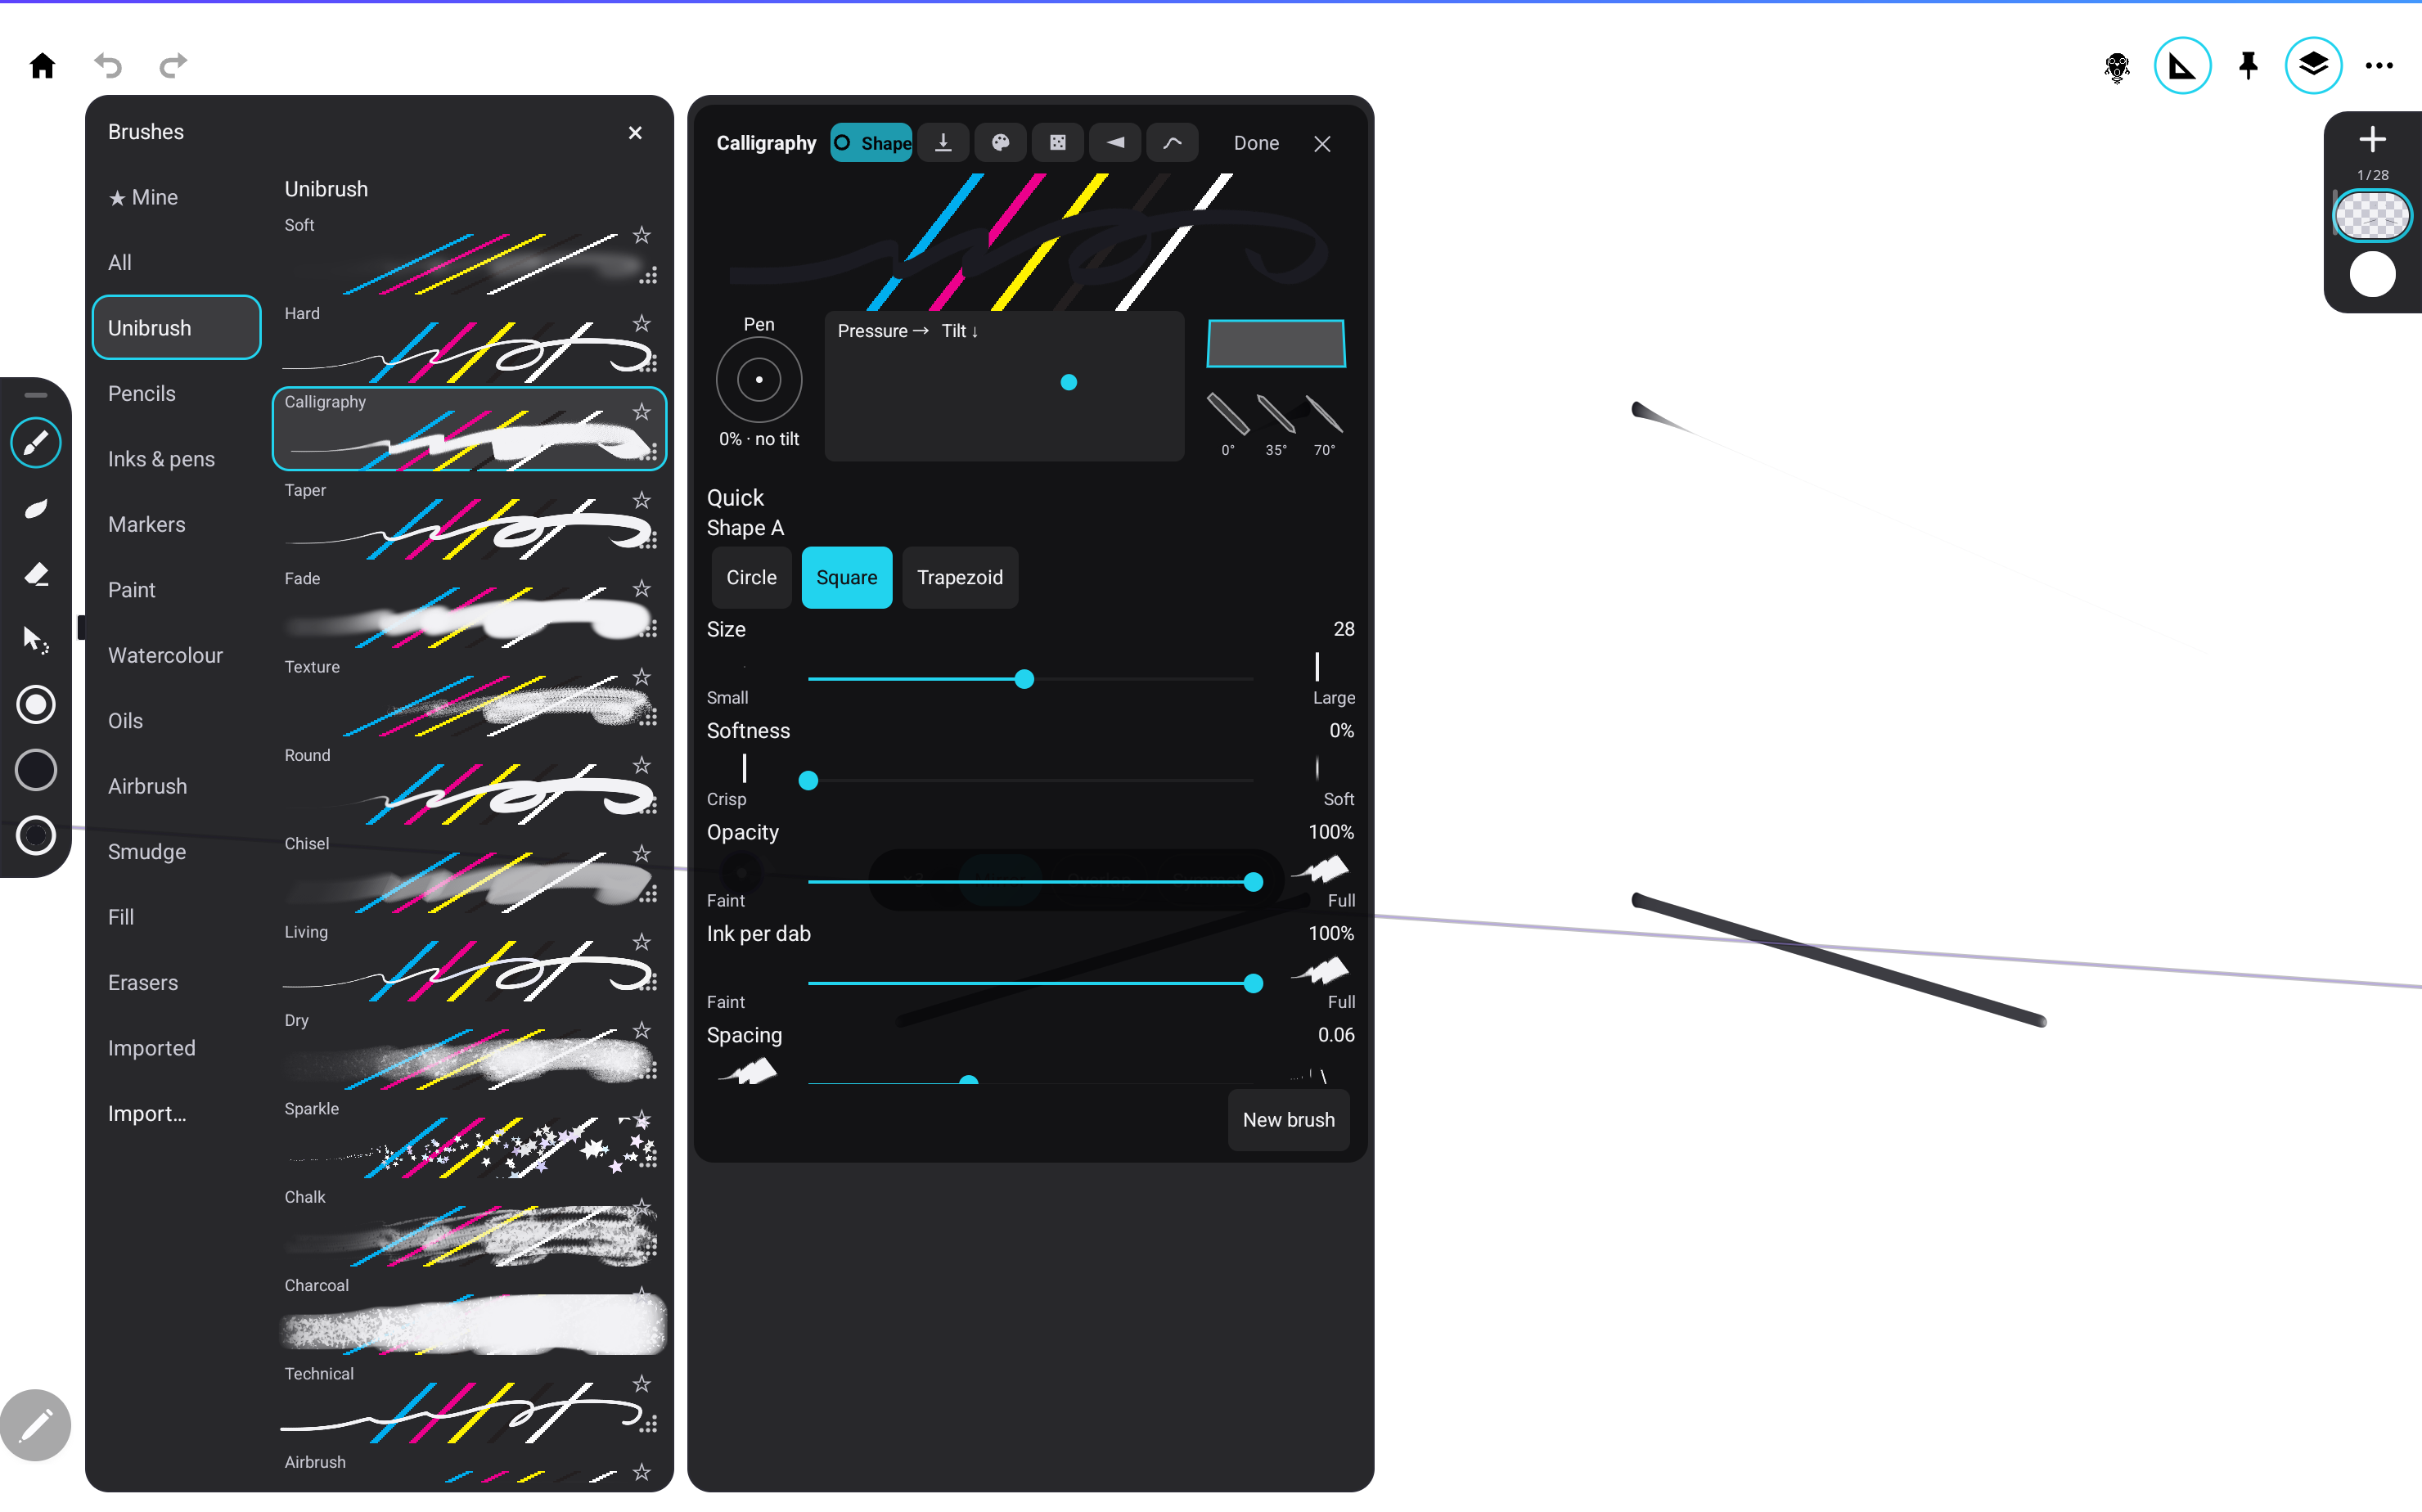 Brushes
★ Mine
All
Unibrush
Pencils
Inks & pens
Markers
Paint
Watercolour
Oils
Airbrush
Smudge
Fill
Erasers
Imported
Import...
Unibrush
Soft
Hard
Calligraphy
Taper
Fade
Texture
Round
Chisel
Living
Dry
Sparkle
Chalk
Charcoal
Technical
Airbrush
Calligraphy
Shape
Done
Pen
0% · no tilt
Pressure → Tilt ↓
0° 35° 70°
Quick
Shape A
Circle Square Trapezoid
Size 28
Small Large
Softness 0%
Crisp Soft
Opacity 100%
Faint Full
Ink per dab 100%
Faint Full
Spacing 0.06
New brush
1/28